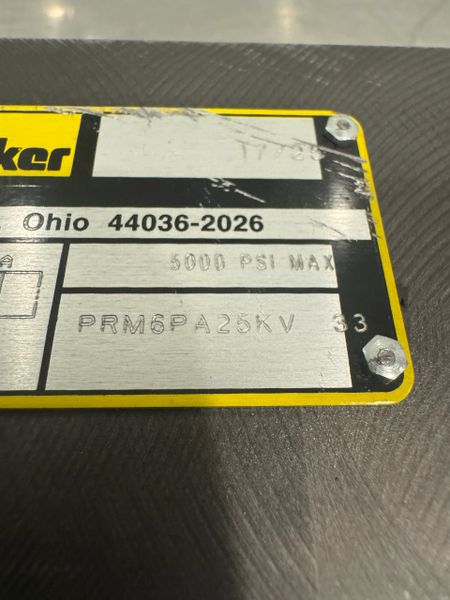 ker
, Ohio 44036-2026
A
5000 PSI MAX
PRM6PA25KV 33